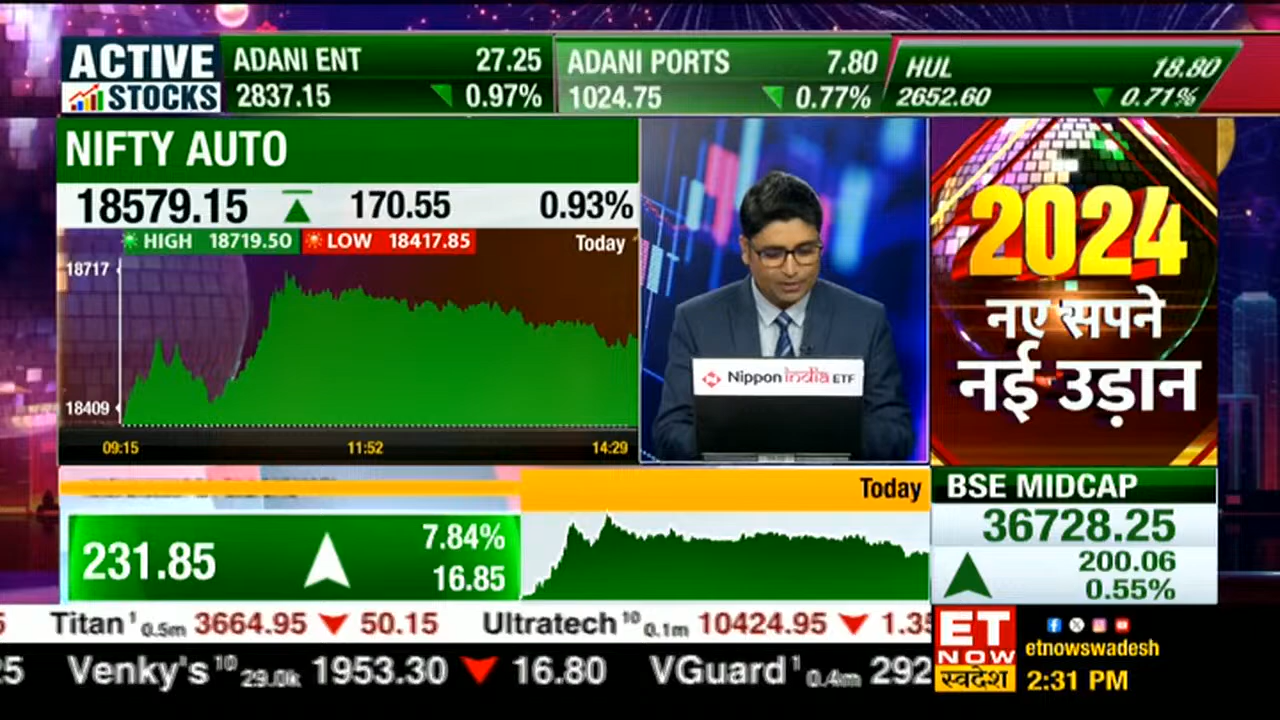 ACTIVE STOCKS
ADANI ENT 27.25
2837.15 0.97%
ADANI PORTS 7.80
1024.75 0.77%
HUL 18.80
2652.60 0.71%
NIFTY AUTO
18579.15 170.55 0.93%
HIGH 18719.50 LOW 18417.85 Today
18717
18409
09:15 11:52 14:29
Nippon india ETF
2024
नए सपने
नई उड़ान
Today
231.85 7.84%
16.85
BSE MIDCAP
36728.25
200.06
0.55%
Titan 1 0.5m 3664.95 50.15 Ultratech 10 0.1m 10424.95 1.35
Venky's 10 29.0k 1953.30 16.80 VGuard 1 0.4m 292
ET
NOW
स्वदेश
etnowswadesh
2:31 PM